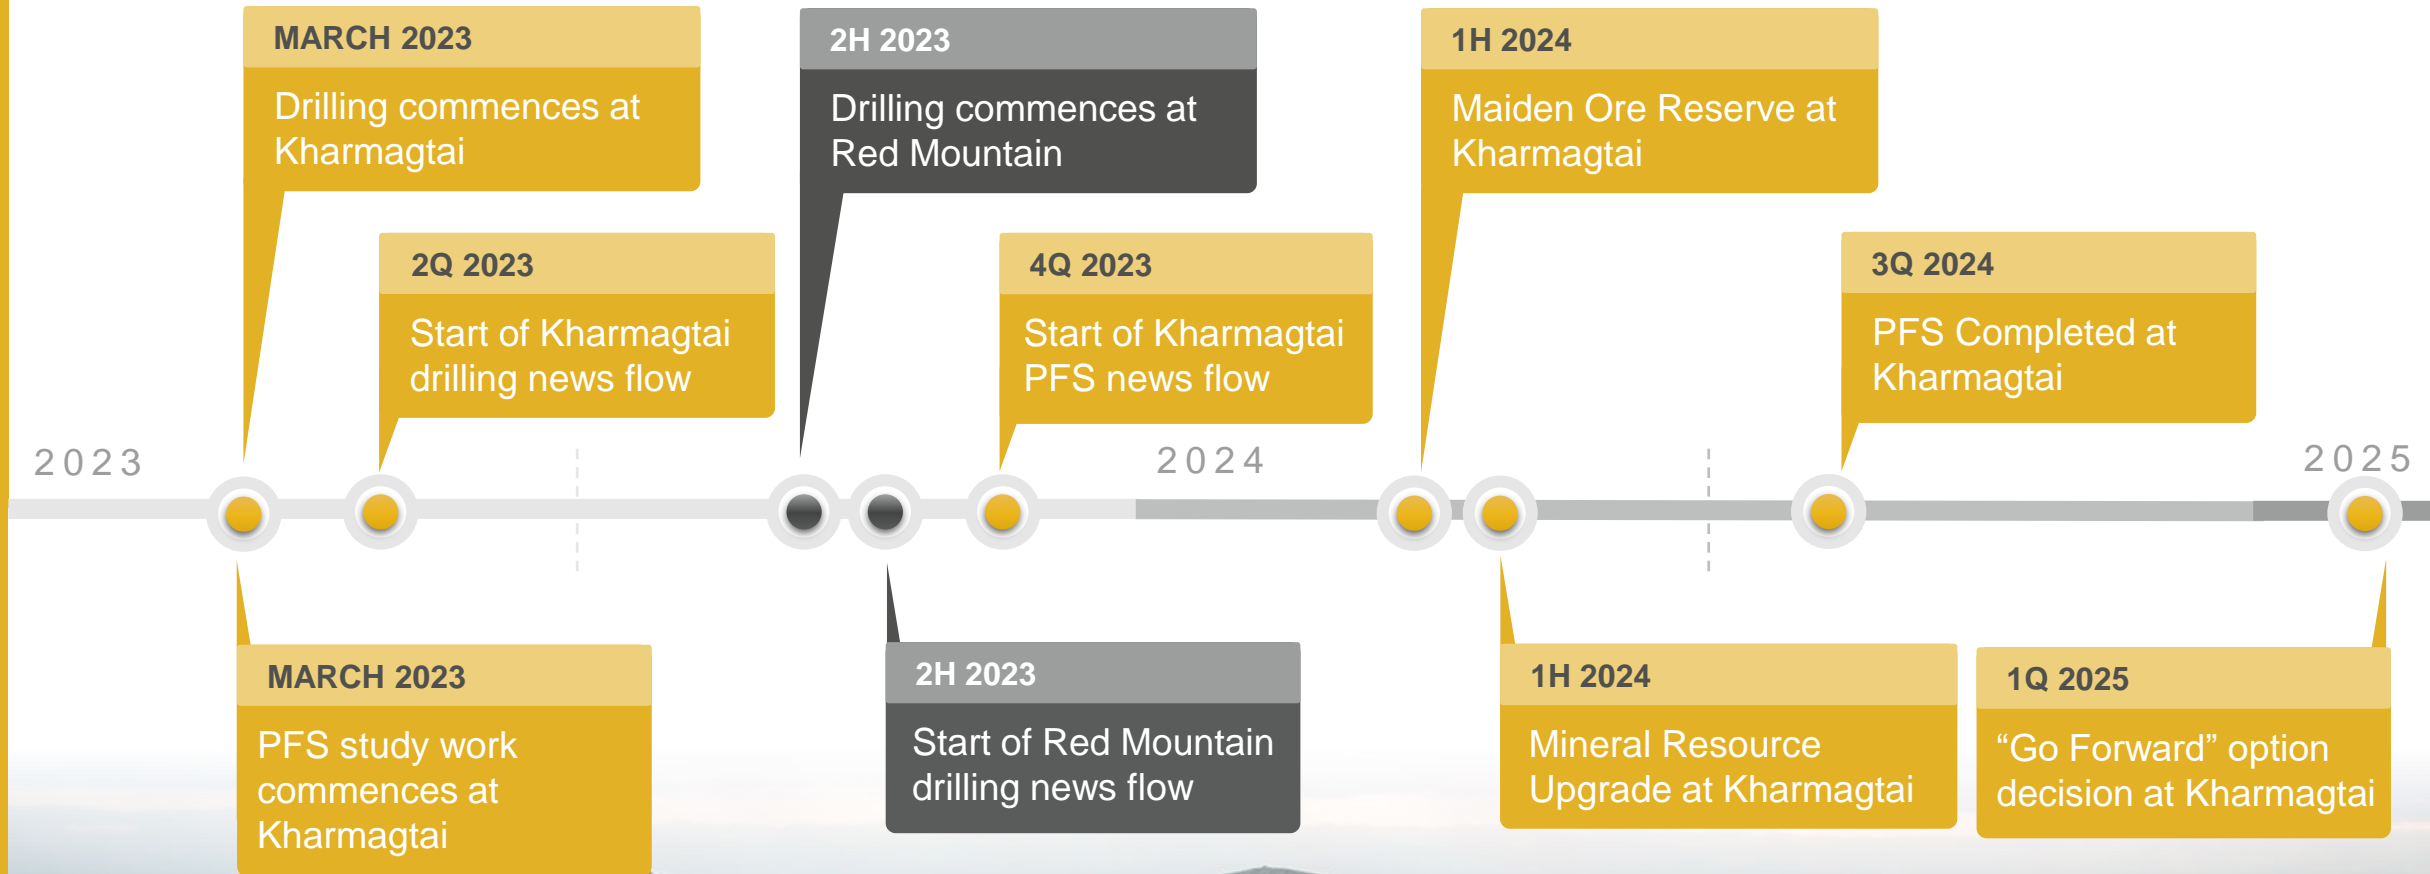 MARCH 2023
Drilling commences at
Kharmagtai
2H 2023
Drilling commences at
Red Mountain
1H 2024
Maiden Ore Reserve at
Kharmagtai
2Q 2023
Start of Kharmagtai
drilling news flow
4Q 2023
Start of Kharmagtai
PFS news flow
3Q 2024
PFS Completed at
Kharmagtai
2023
2024
2025
MARCH 2023
PFS study work
commences at
Kharmagtai
2H 2023
Start of Red Mountain
drilling news flow
1H 2024
Mineral Resource
Upgrade at Kharmagtai
1Q 2025
“Go Forward” option
decision at Kharmagtai